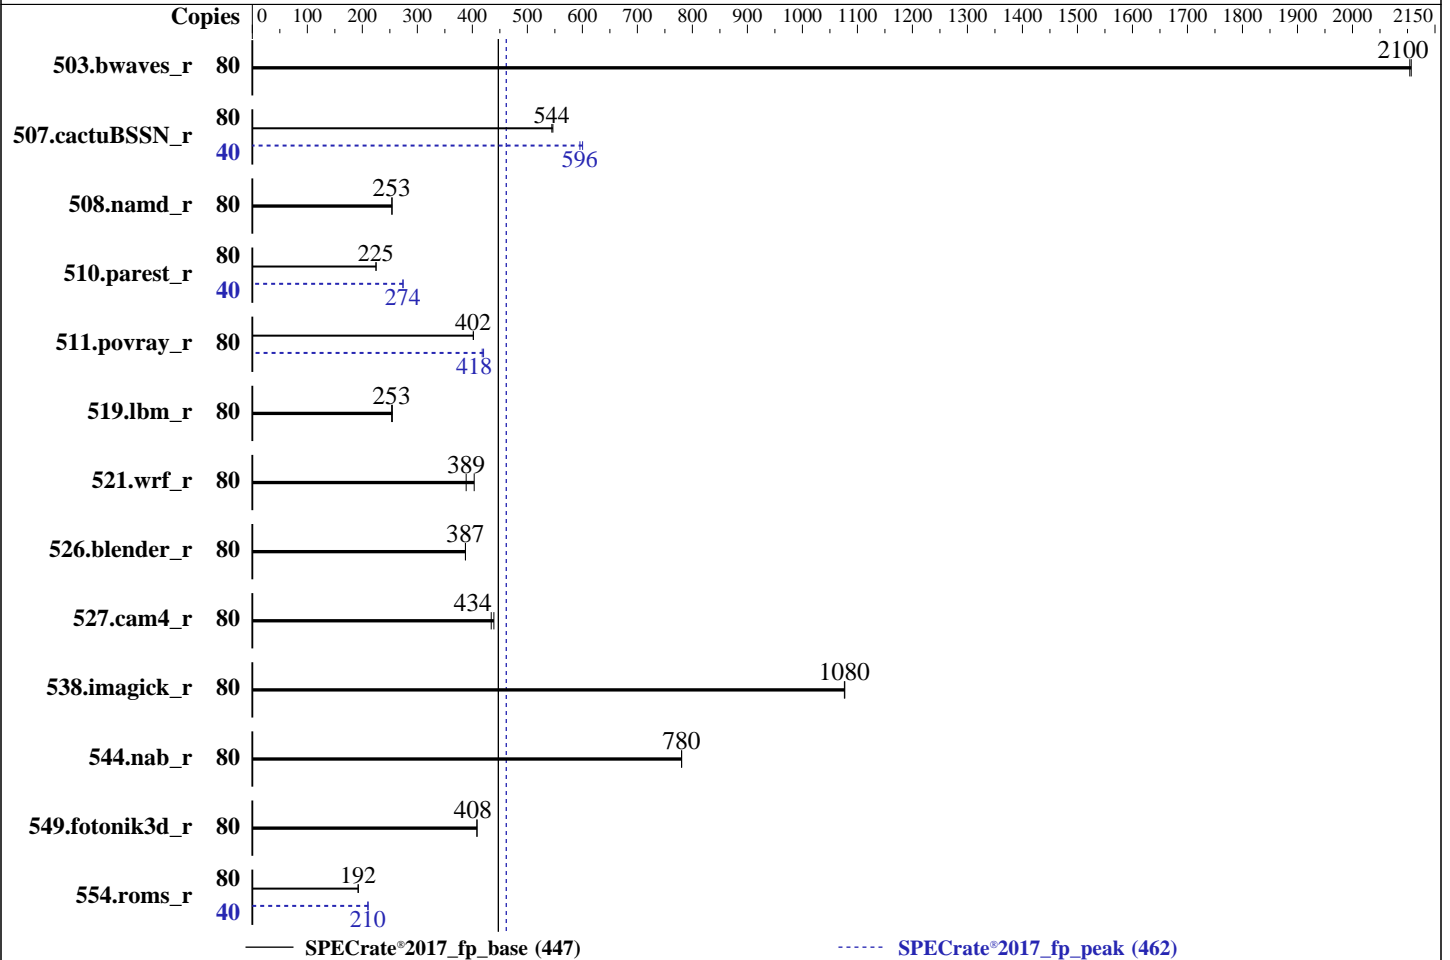 Copies 0 100 200 300 400 500 600 700 800 900 1000 1100 1200 1300 1400 1500 1600 1700 1800 1900 2000 2150
503.bwaves_r 80 2100
507.cactuBSSN_r 80 544
40 596
508.namd_r 80 253
510.parest_r 80 225
40 274
511.povray_r 80 402
418
519.lbm_r 80 253
521.wrf_r 80 389
526.blender_r 80 387
527.cam4_r 80 434
538.imagick_r 80 1080
544.nab_r 80 780
549.fotonik3d_r 80 408
554.roms_r 80 192
40 210
SPECrate®2017_fp_base (447) SPECrate®2017_fp_peak (462)